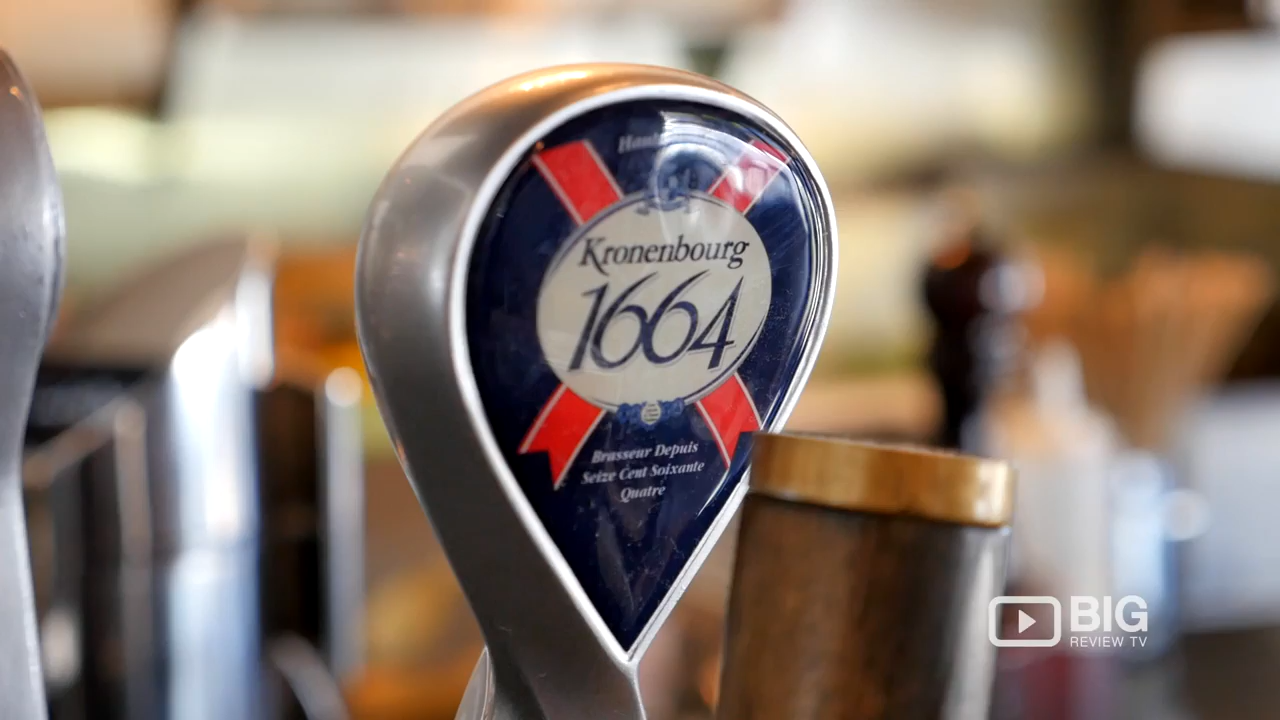 Kronenbourg
1664
Brasseur Depuis
Seize Cent Soixante
Quatre
BIG
REVIEW TV